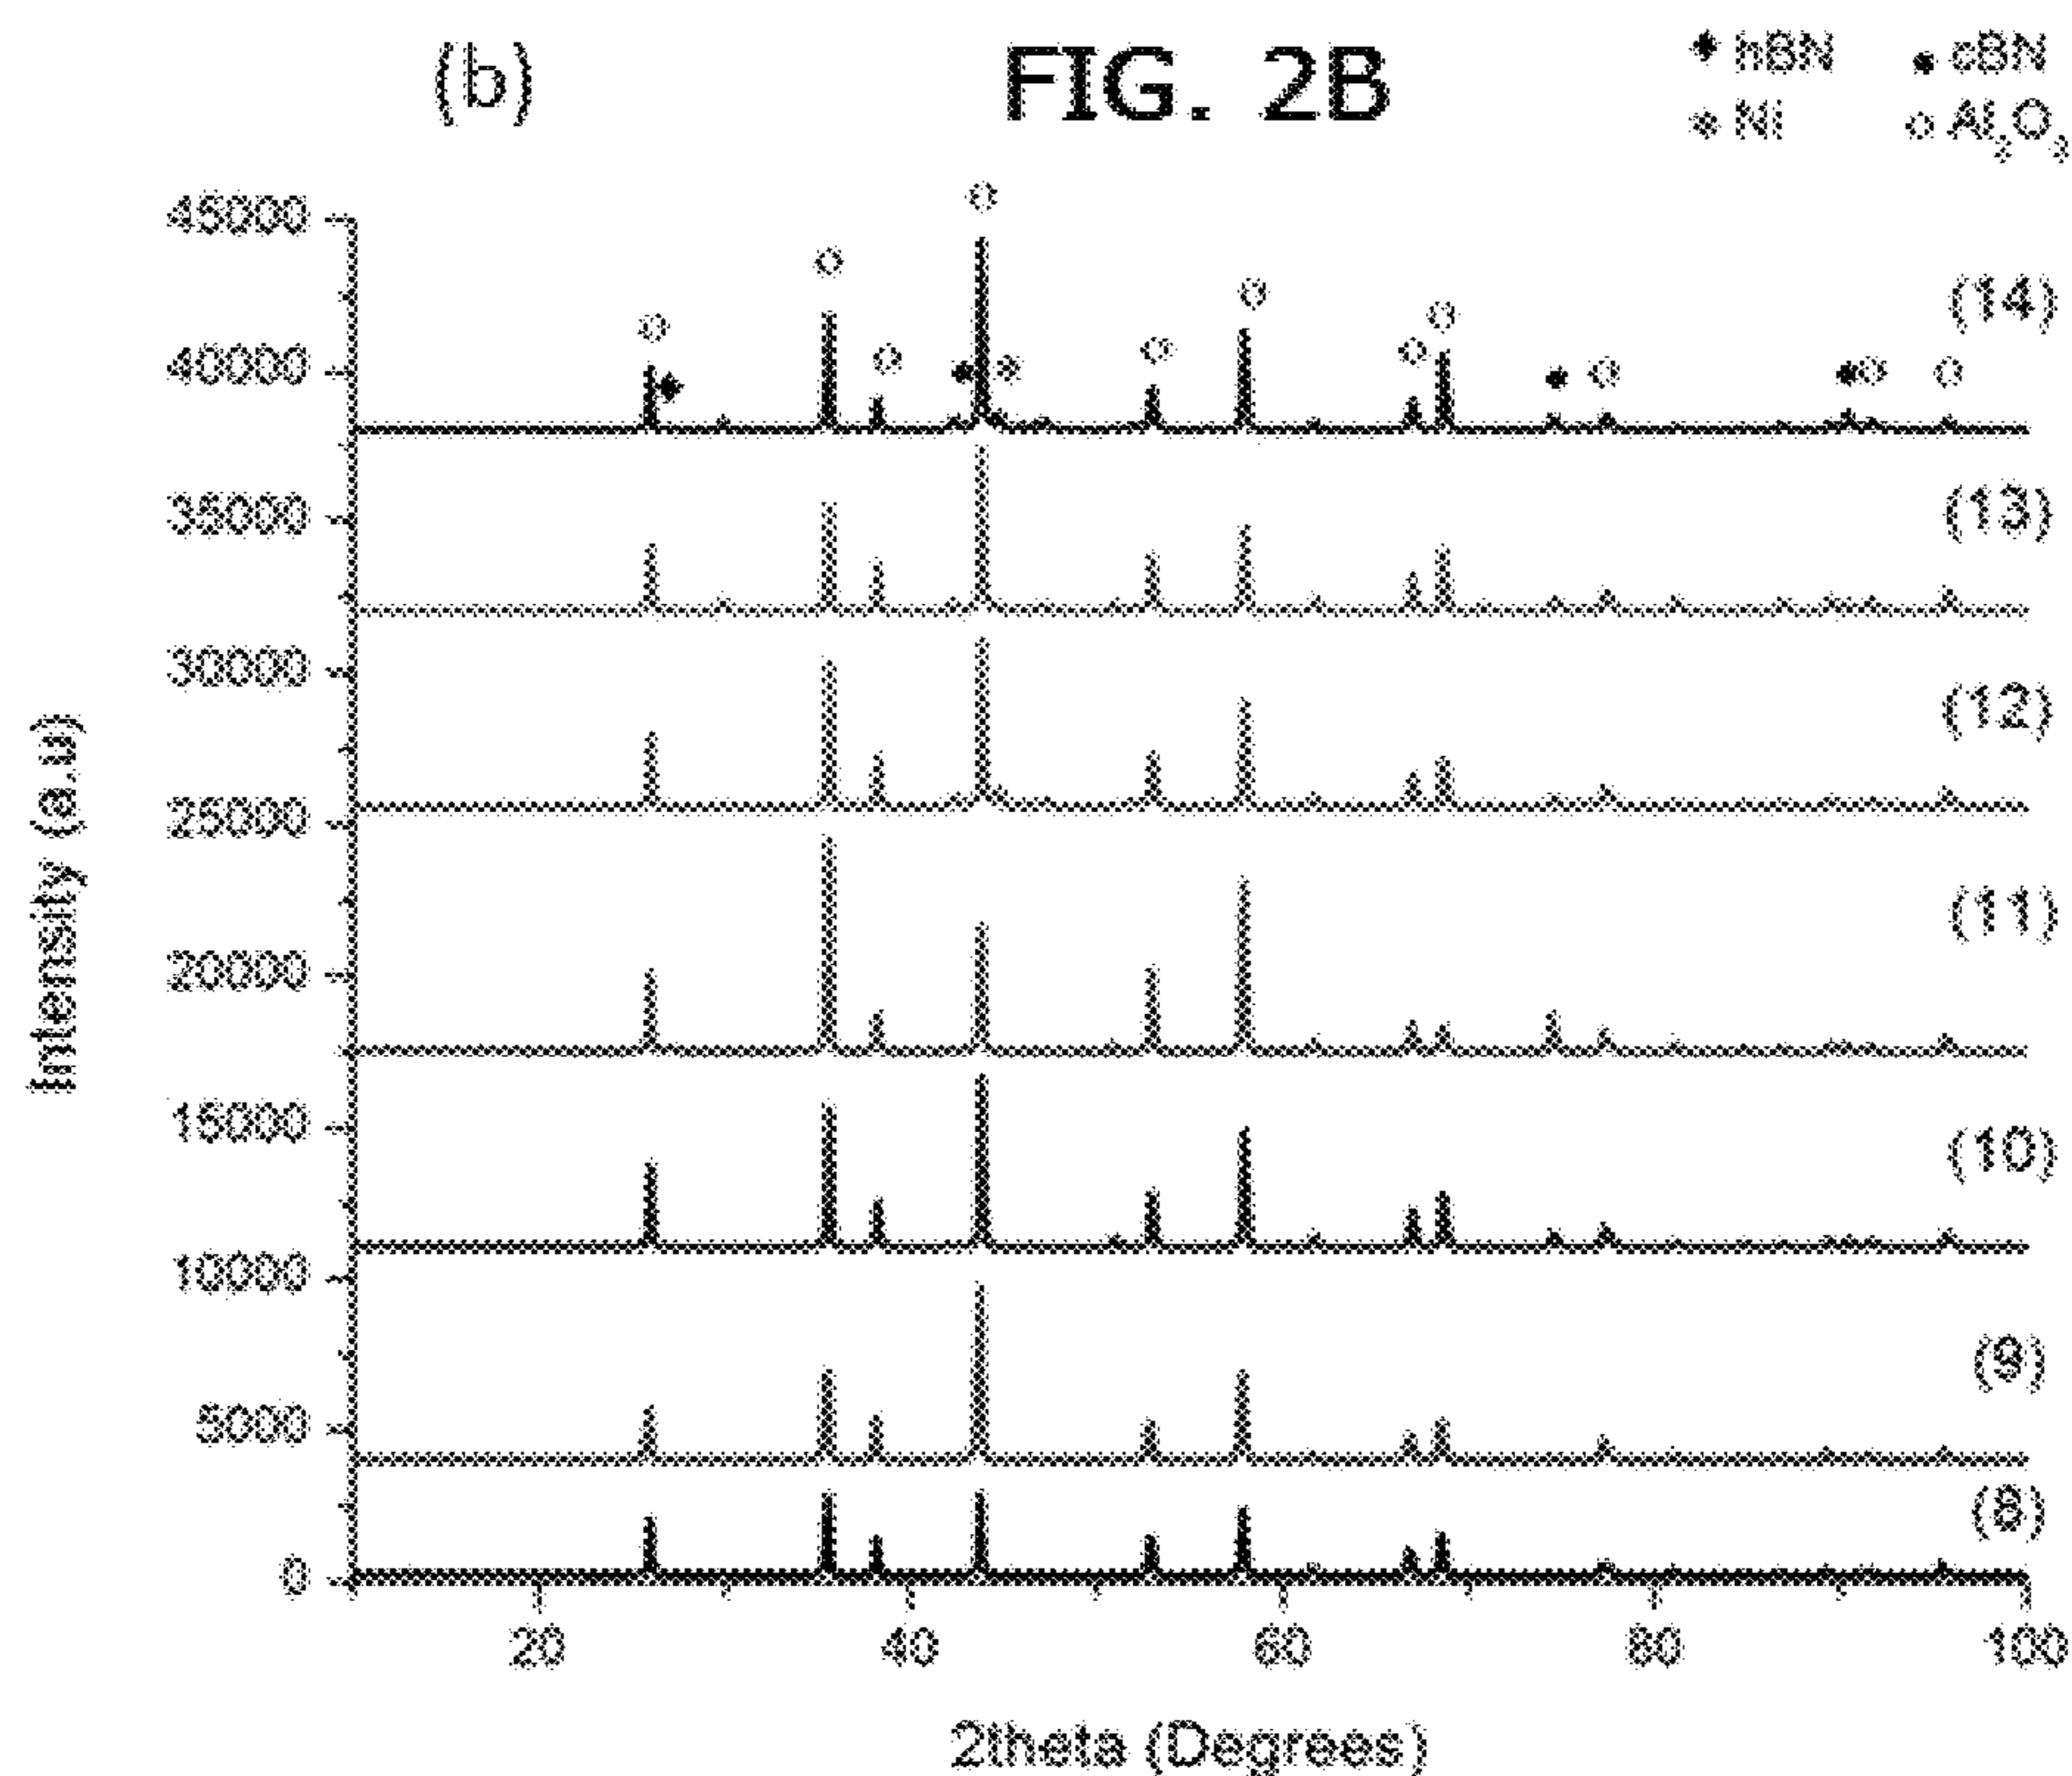 (b) FIG. 2B
hBN cBN
Ni Al₂O₃
45000
(14)
40000
35000
(13)
30000
(12)
25000
(11)
20000
15000
(10)
10000
(9)
5000
(8)
0
Intensity (a.u)
20 40 60 80 100
2theta (Degrees)